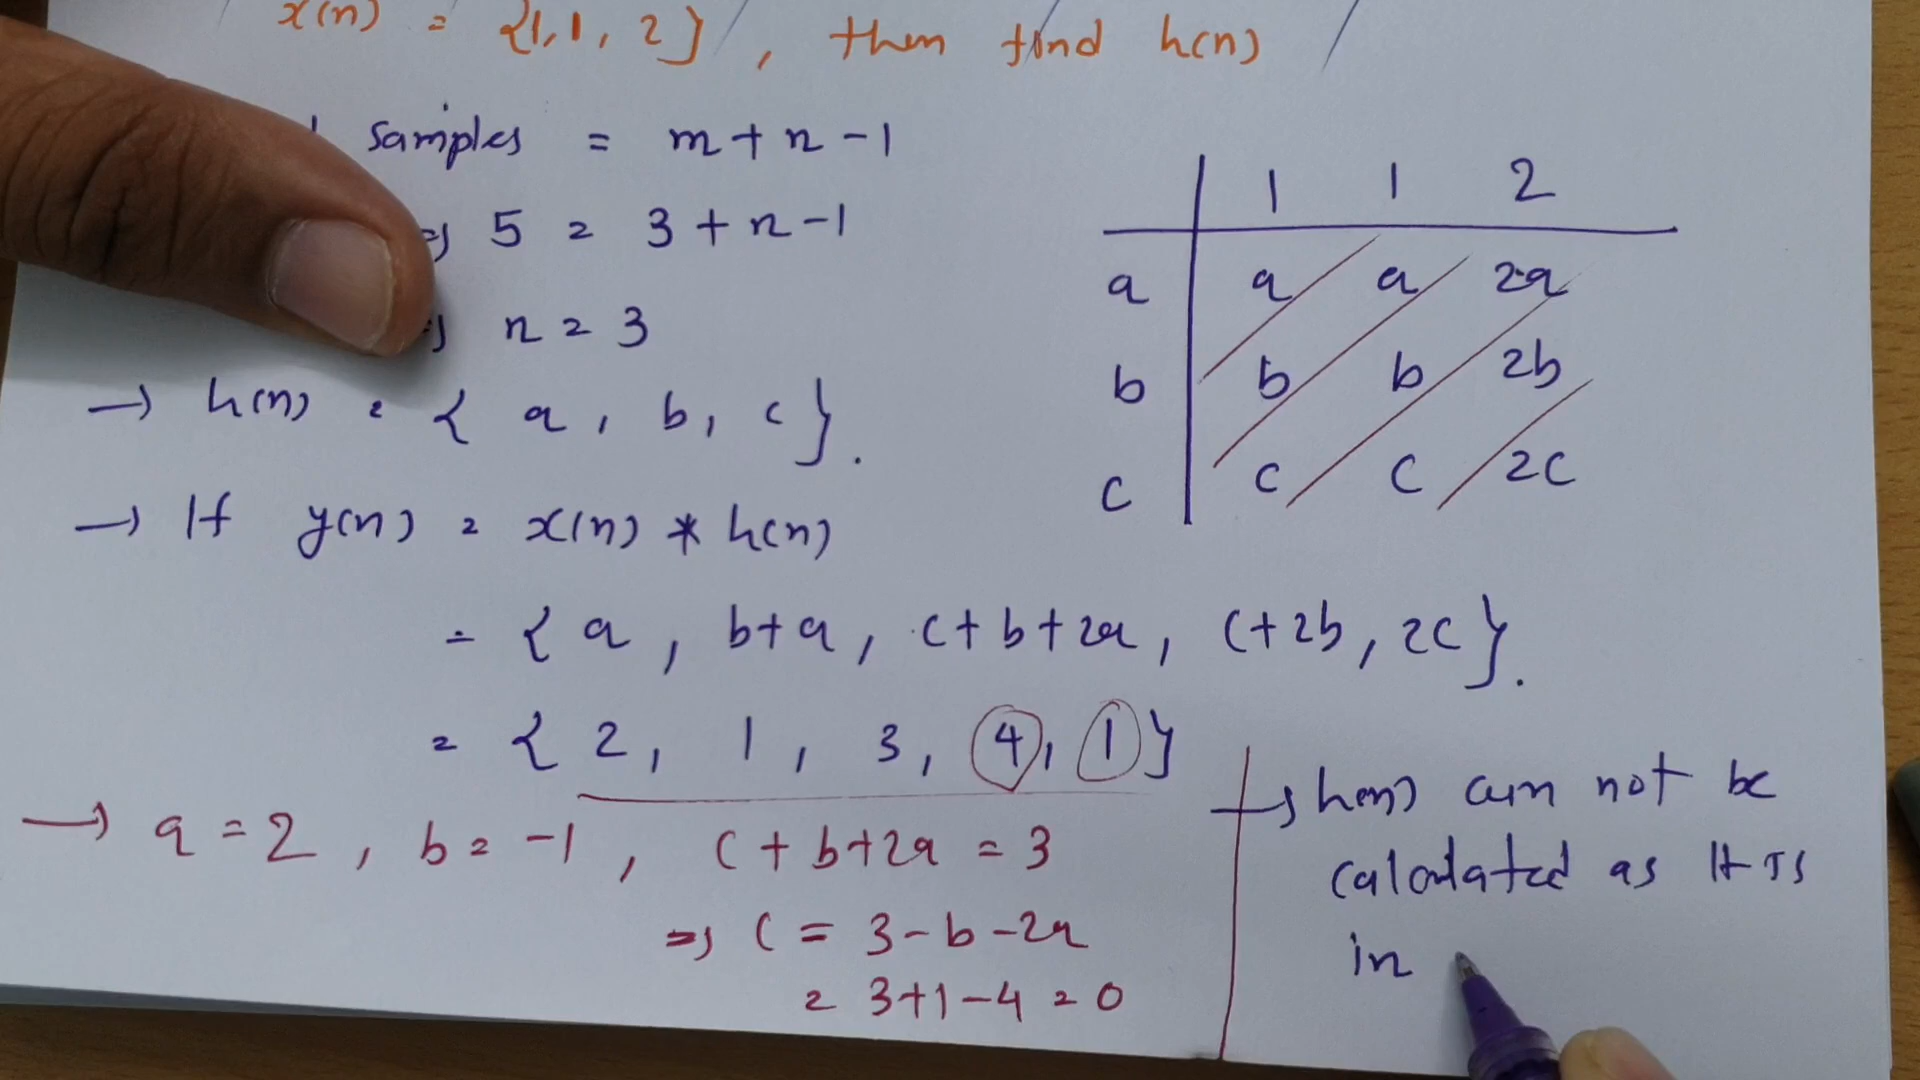 x(n) = {1, 1, 2}, then find h(n)
samples = m + n - 1
=> 5 = 3 + n - 1
=> n = 3
→ h(n) = { a, b, c }.
→ If y(n) = x(n) * h(n)
= { a, b+a, c+b+2a, c+2b, 2c }.
= { 2, 1, 3, 4, 1 }
→ a = 2, b = -1, c + b + 2a = 3
=> c = 3 - b - 2a
= 3 + 1 - 4 = 0
1 1 2
a a a 2a
b b b 2b
c c c 2c
→ h(n) can not be
calculated as it is
in